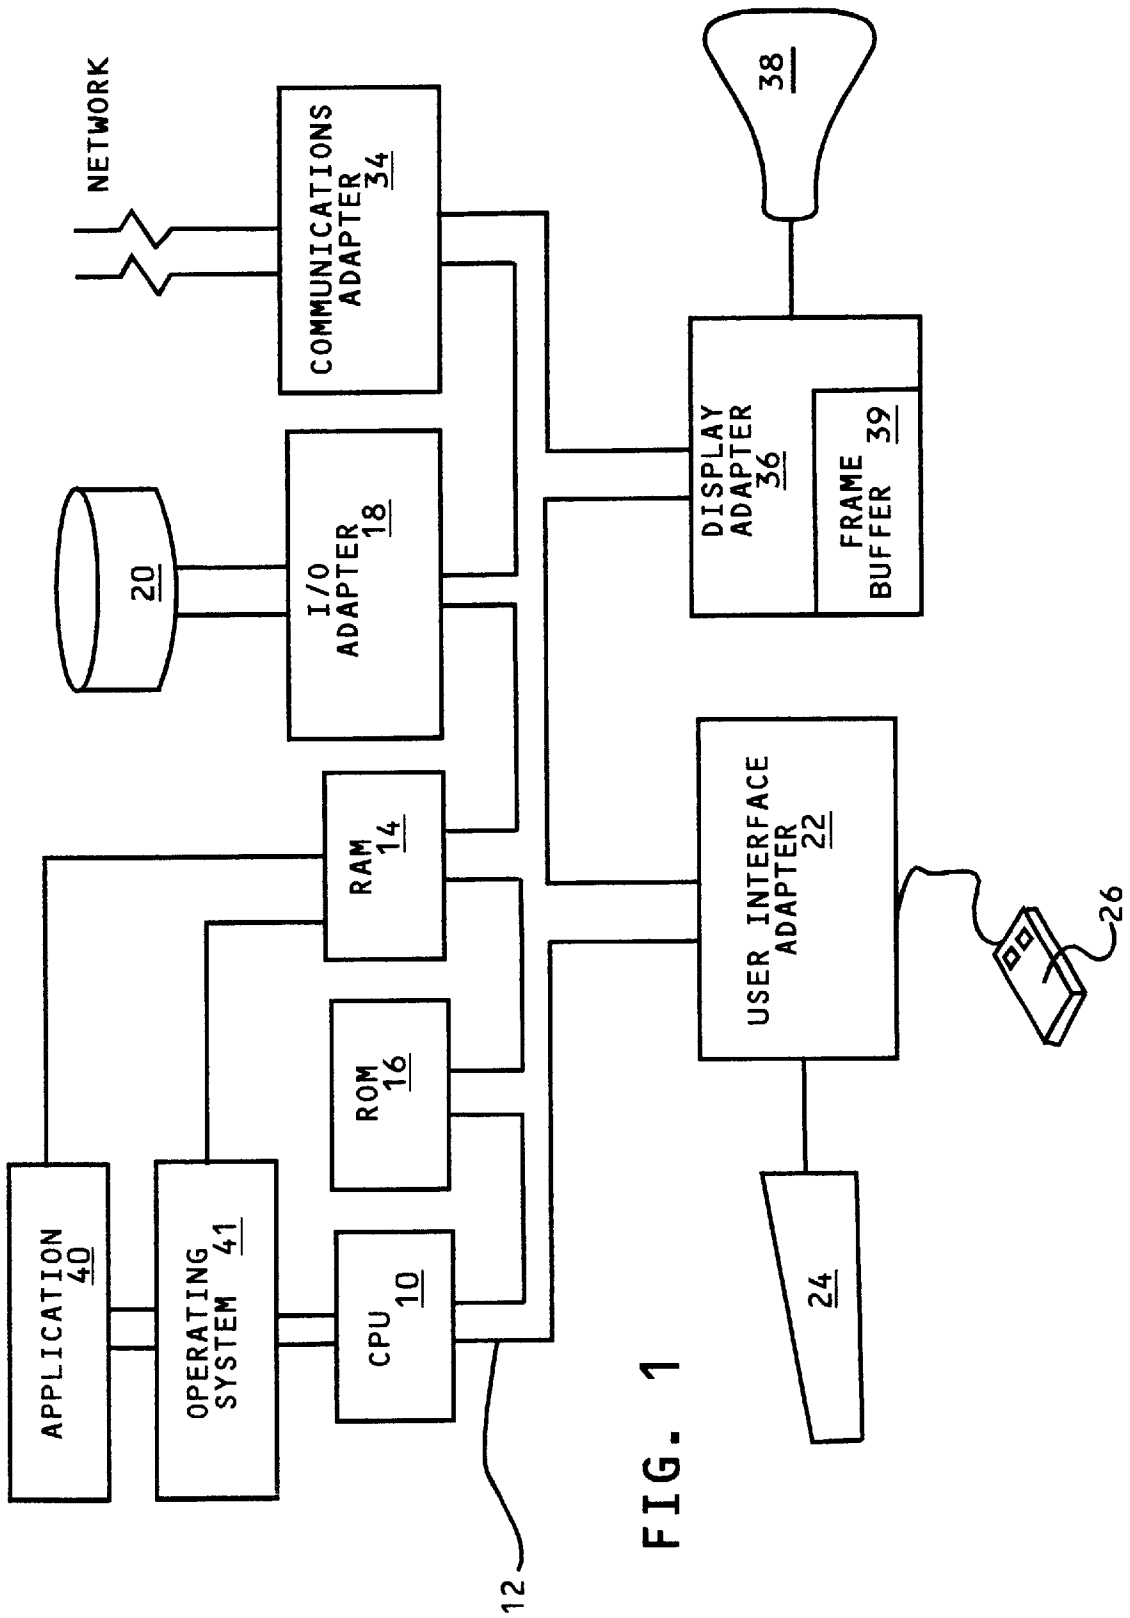 APPLICATION
40
OPERATING
SYSTEM 41
CPU
10
ROM
16
RAM
14
20
I/O
ADAPTER
18
NETWORK
COMMUNICATIONS
ADAPTER
34
12
24
USER INTERFACE
ADAPTER
22
26
DISPLAY
ADAPTER
36
FRAME
BUFFER 39
38
FIG. 1